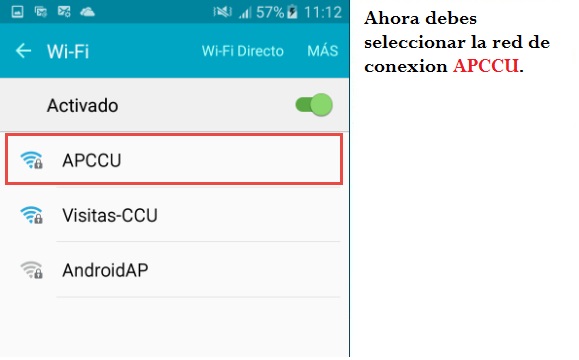 57% 11:12
Wi-Fi Wi-Fi Directo MÁS
Activado
APCCU
Visitas-CCU
AndroidAP
Ahora debes
seleccionar la red de
conexion APCCU.